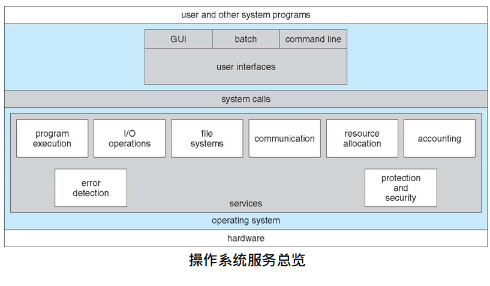 user and other system programs
GUI batch command line
user interfaces
system calls
program execution
I/O operations
file systems
communication
resource allocation
accounting
error detection
protection and security
services
operating system
hardware
操作系统服务总览